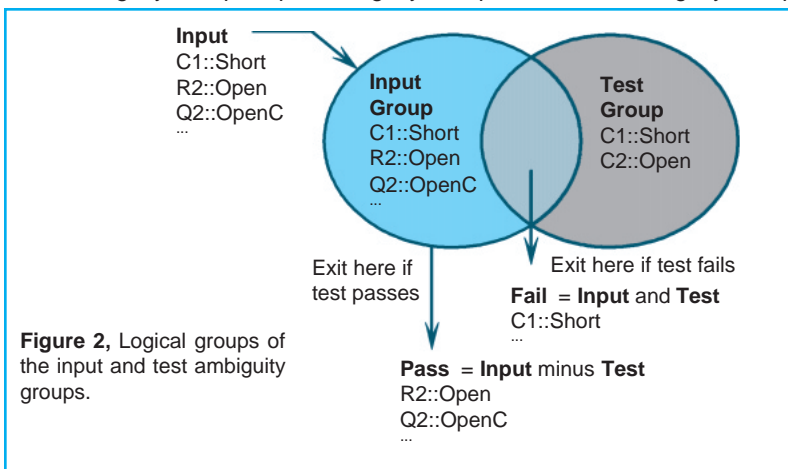 Input
C1::Short
R2::Open
Q2::OpenC
...
Input
Group
C1::Short
R2::Open
Q2::OpenC
...
Test
Group
C1::Short
C2::Open
Exit here if
test passes
Exit here if test fails
Fail = Input and Test
C1::Short
...
Figure 2, Logical groups of
the input and test ambiguity
groups.
Pass = Input minus Test
R2::Open
Q2::OpenC
...